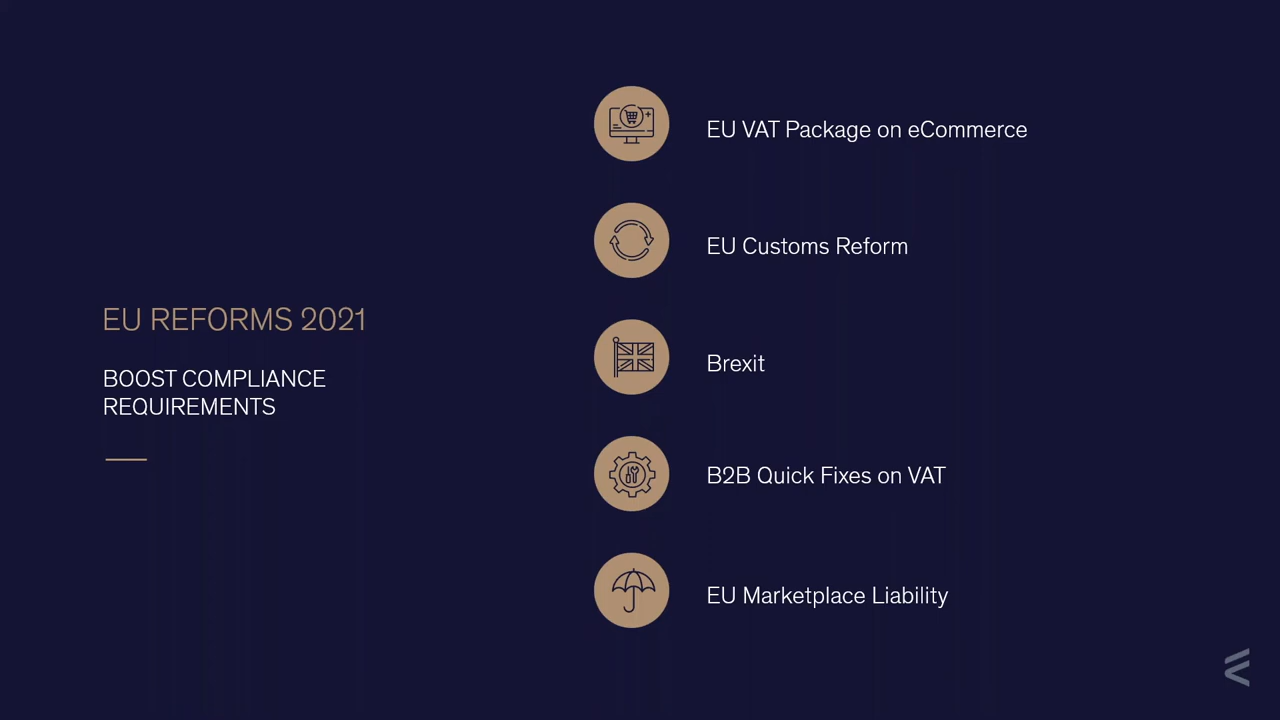 EU REFORMS 2021
BOOST COMPLIANCE
REQUIREMENTS
EU VAT Package on eCommerce
EU Customs Reform
Brexit
B2B Quick Fixes on VAT
EU Marketplace Liability